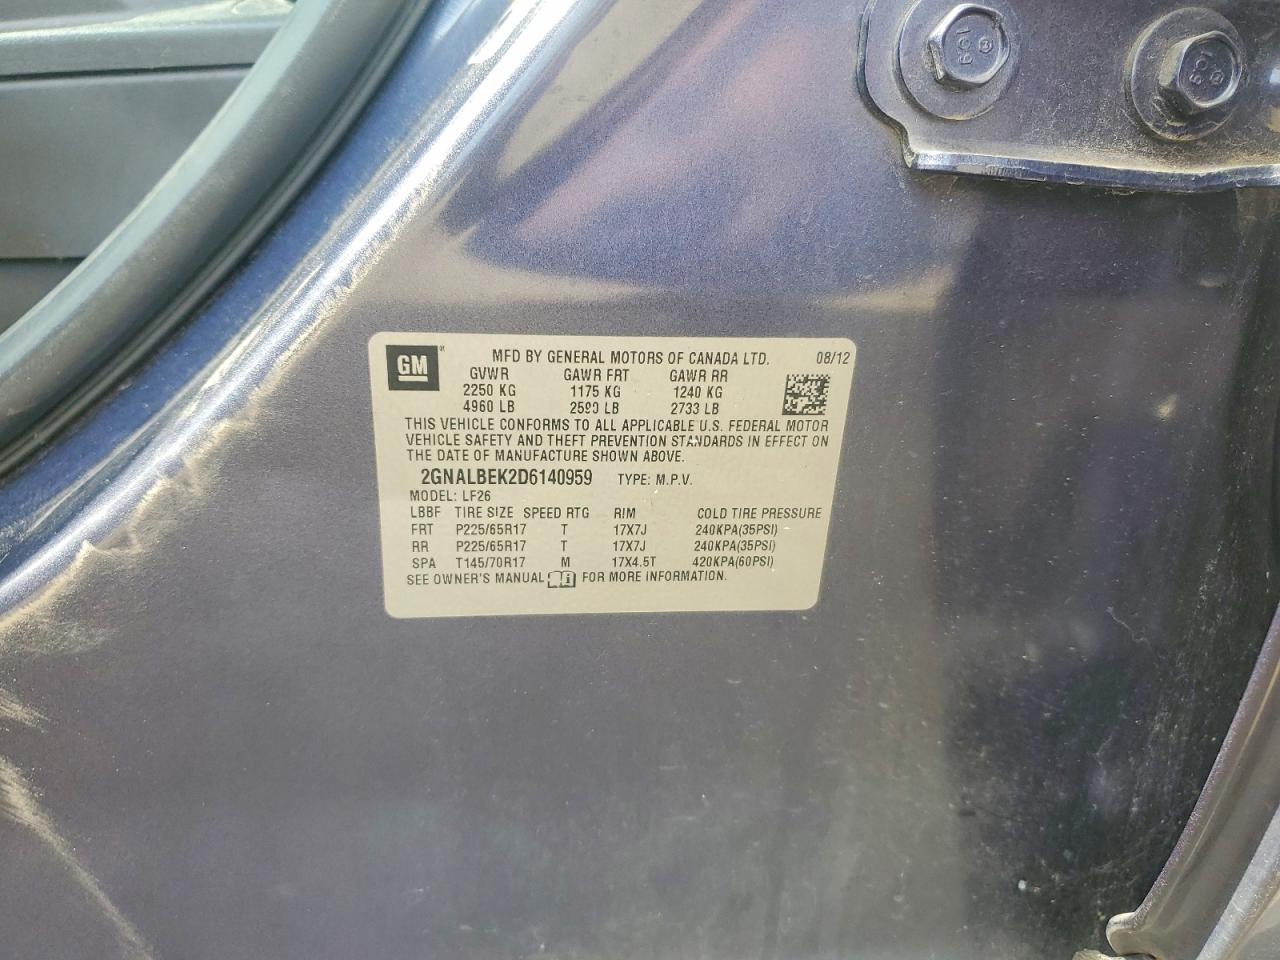 109
109
GM
MFD BY GENERAL MOTORS OF CANADA LTD. 08/12
GVWR GAWR FRT GAWR RR
2250 KG 1175 KG 1240 KG
4960 LB 2590 LB 2733 LB
THIS VEHICLE CONFORMS TO ALL APPLICABLE U.S. FEDERAL MOTOR
VEHICLE SAFETY AND THEFT PREVENTION STANDARDS IN EFFECT ON
THE DATE OF MANUFACTURE SHOWN ABOVE.
2GNALBEK2D6140959 TYPE: M.P.V.
MODEL: LF26
LBBF TIRE SIZE SPEED RTG RIM COLD TIRE PRESSURE
FRT P225/65R17 T 17X7J 240KPA(35PSI)
RR P225/65R17 T 17X7J 240KPA(35PSI)
SPA T145/70R17 M 17X4.5T 420KPA(60PSI)
SEE OWNER'S MANUAL FOR MORE INFORMATION.